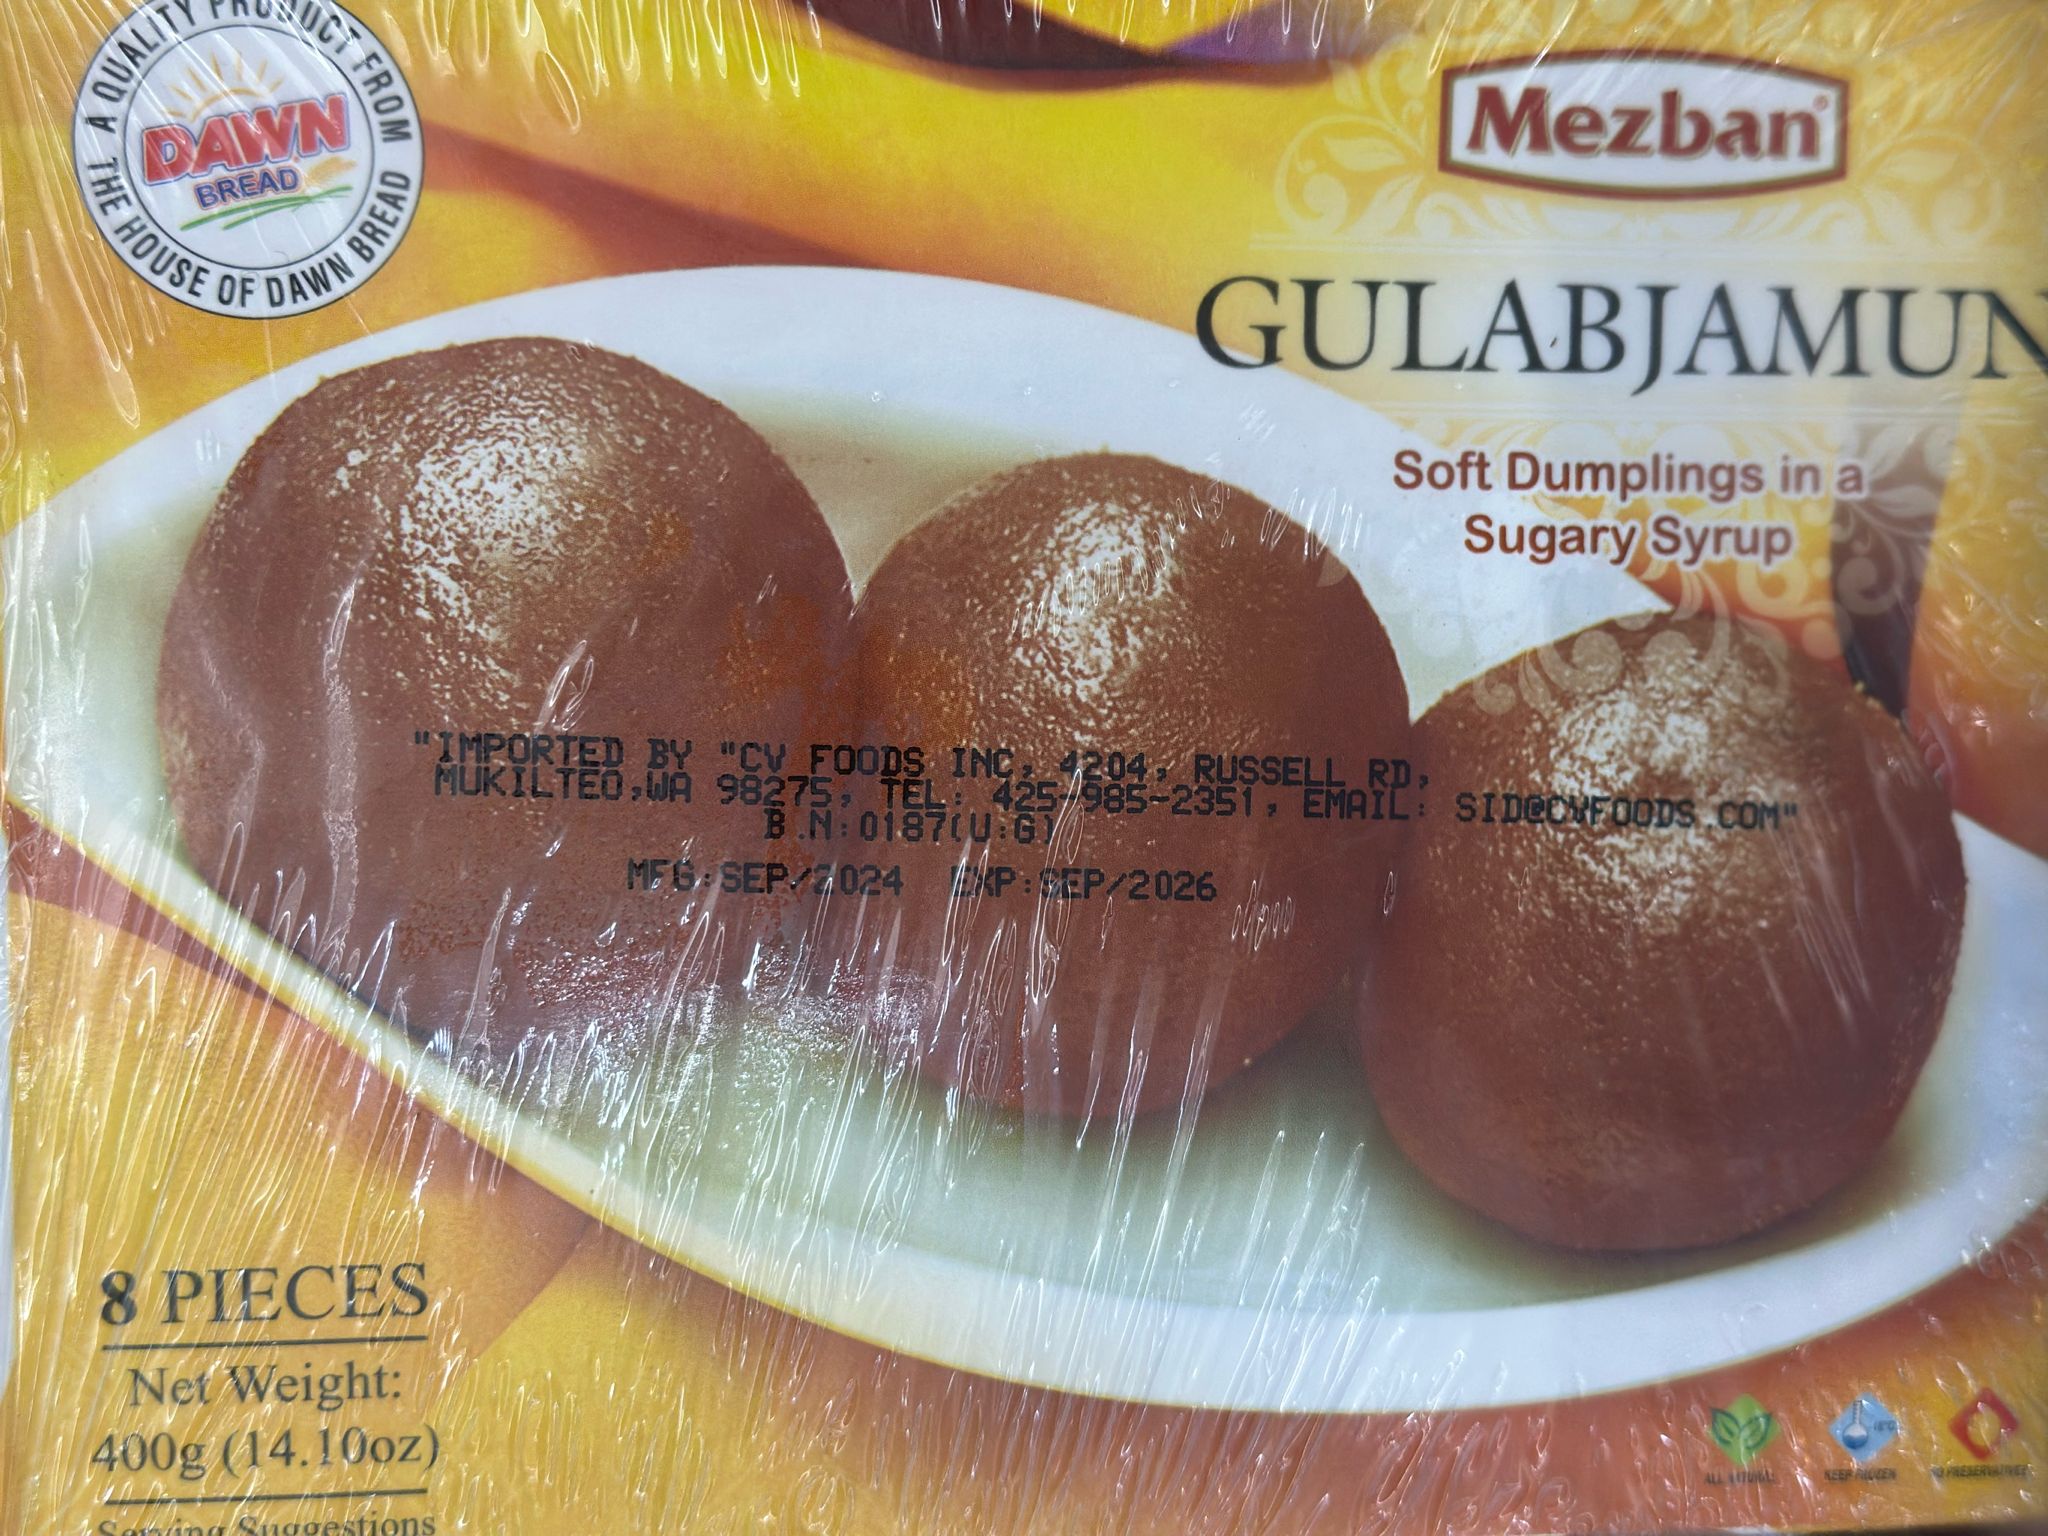 A QUALITY PRODUCT FROM
THE HOUSE OF DAWN BREAD
DAWN
BREAD
Mezban®
GULABJAMUN
Soft Dumplings in a
Sugary Syrup
"IMPORTED BY "CV FOODS INC, 4204, RUSSELL RD,
MUKILTEO,WA 98275, TEL: 425-985-2351, EMAIL: SID@CVFOODS.COM"
B.N:0187(U:G)
MFG:SEP/2024 EXP:SEP/2026
8 PIECES
Net Weight:
400g (14.10oz)
Serving Suggestions
ALL NATURAL
KEEP FROZEN
NO PRESERVATIVES